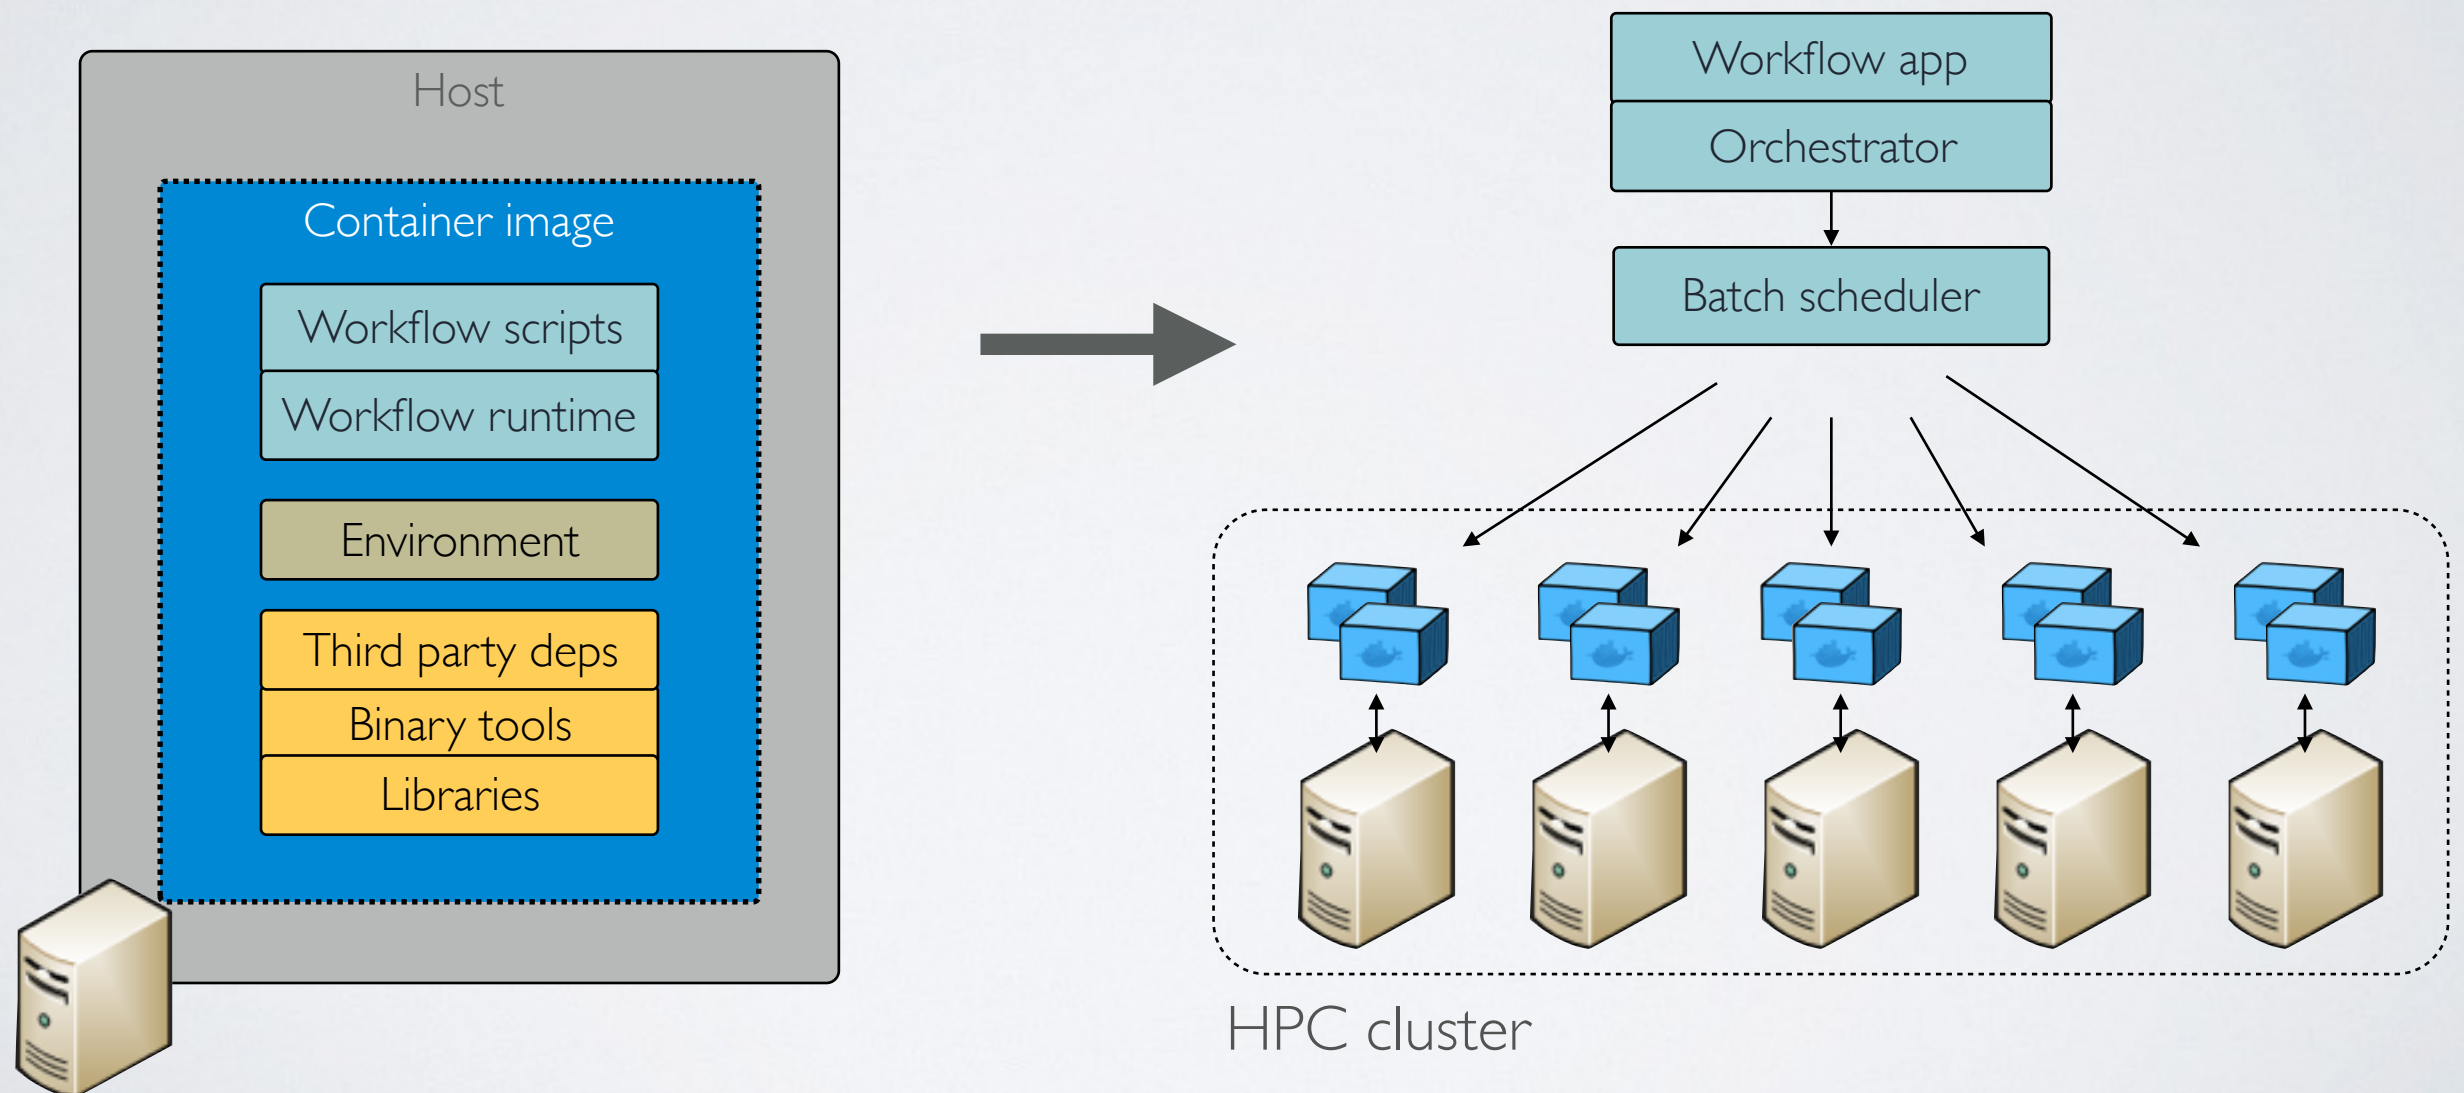 Host
Container image
Workflow scripts
Workflow runtime
Environment
Third party deps
Binary tools
Libraries
Workflow app
Orchestrator
Batch scheduler
HPC cluster